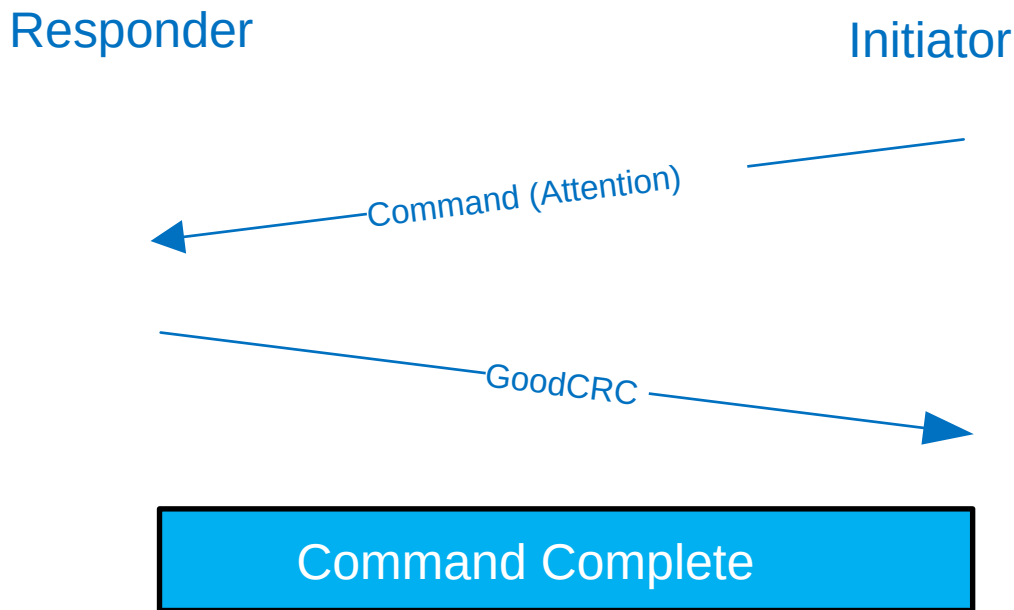 Responder
Initiator
Command (Attention)
GoodCRC
Command Complete